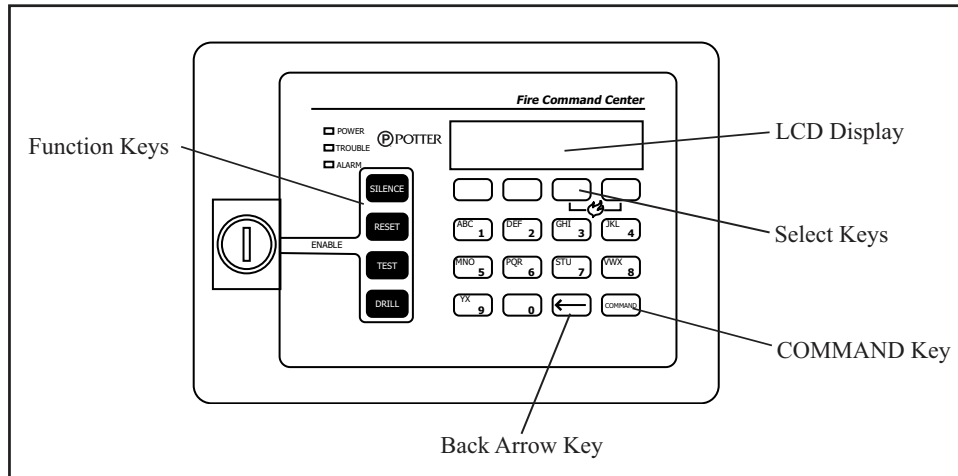 Fire Command Center
POWER
TROUBLE
ALARM
P POTTER
LCD Display
Function Keys
SILENCE
RESET
ENABLE
TEST
DRILL
Select Keys
ABC 1
DEF 2
GHI 3
JKL 4
MNO 5
PQR 6
STU 7
VWX 8
YX 9
0
COMMAND
COMMAND Key
Back Arrow Key